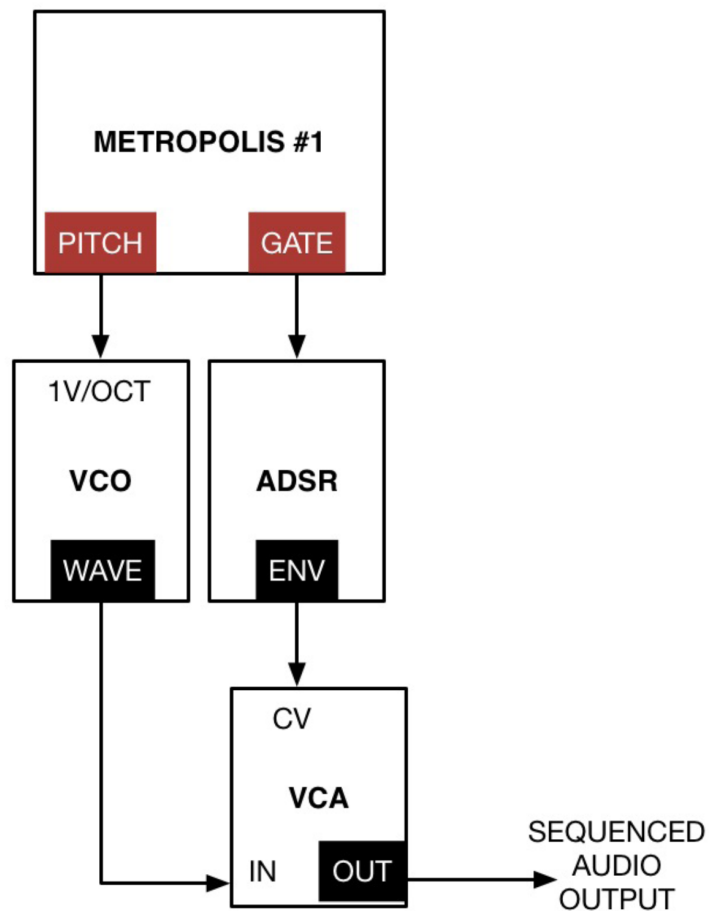 METROPOLIS #1
PITCH
GATE
1V/OCT
VCO
ADSR
WAVE
ENV
CV
VCA
IN
OUT
SEQUENCED
AUDIO
OUTPUT